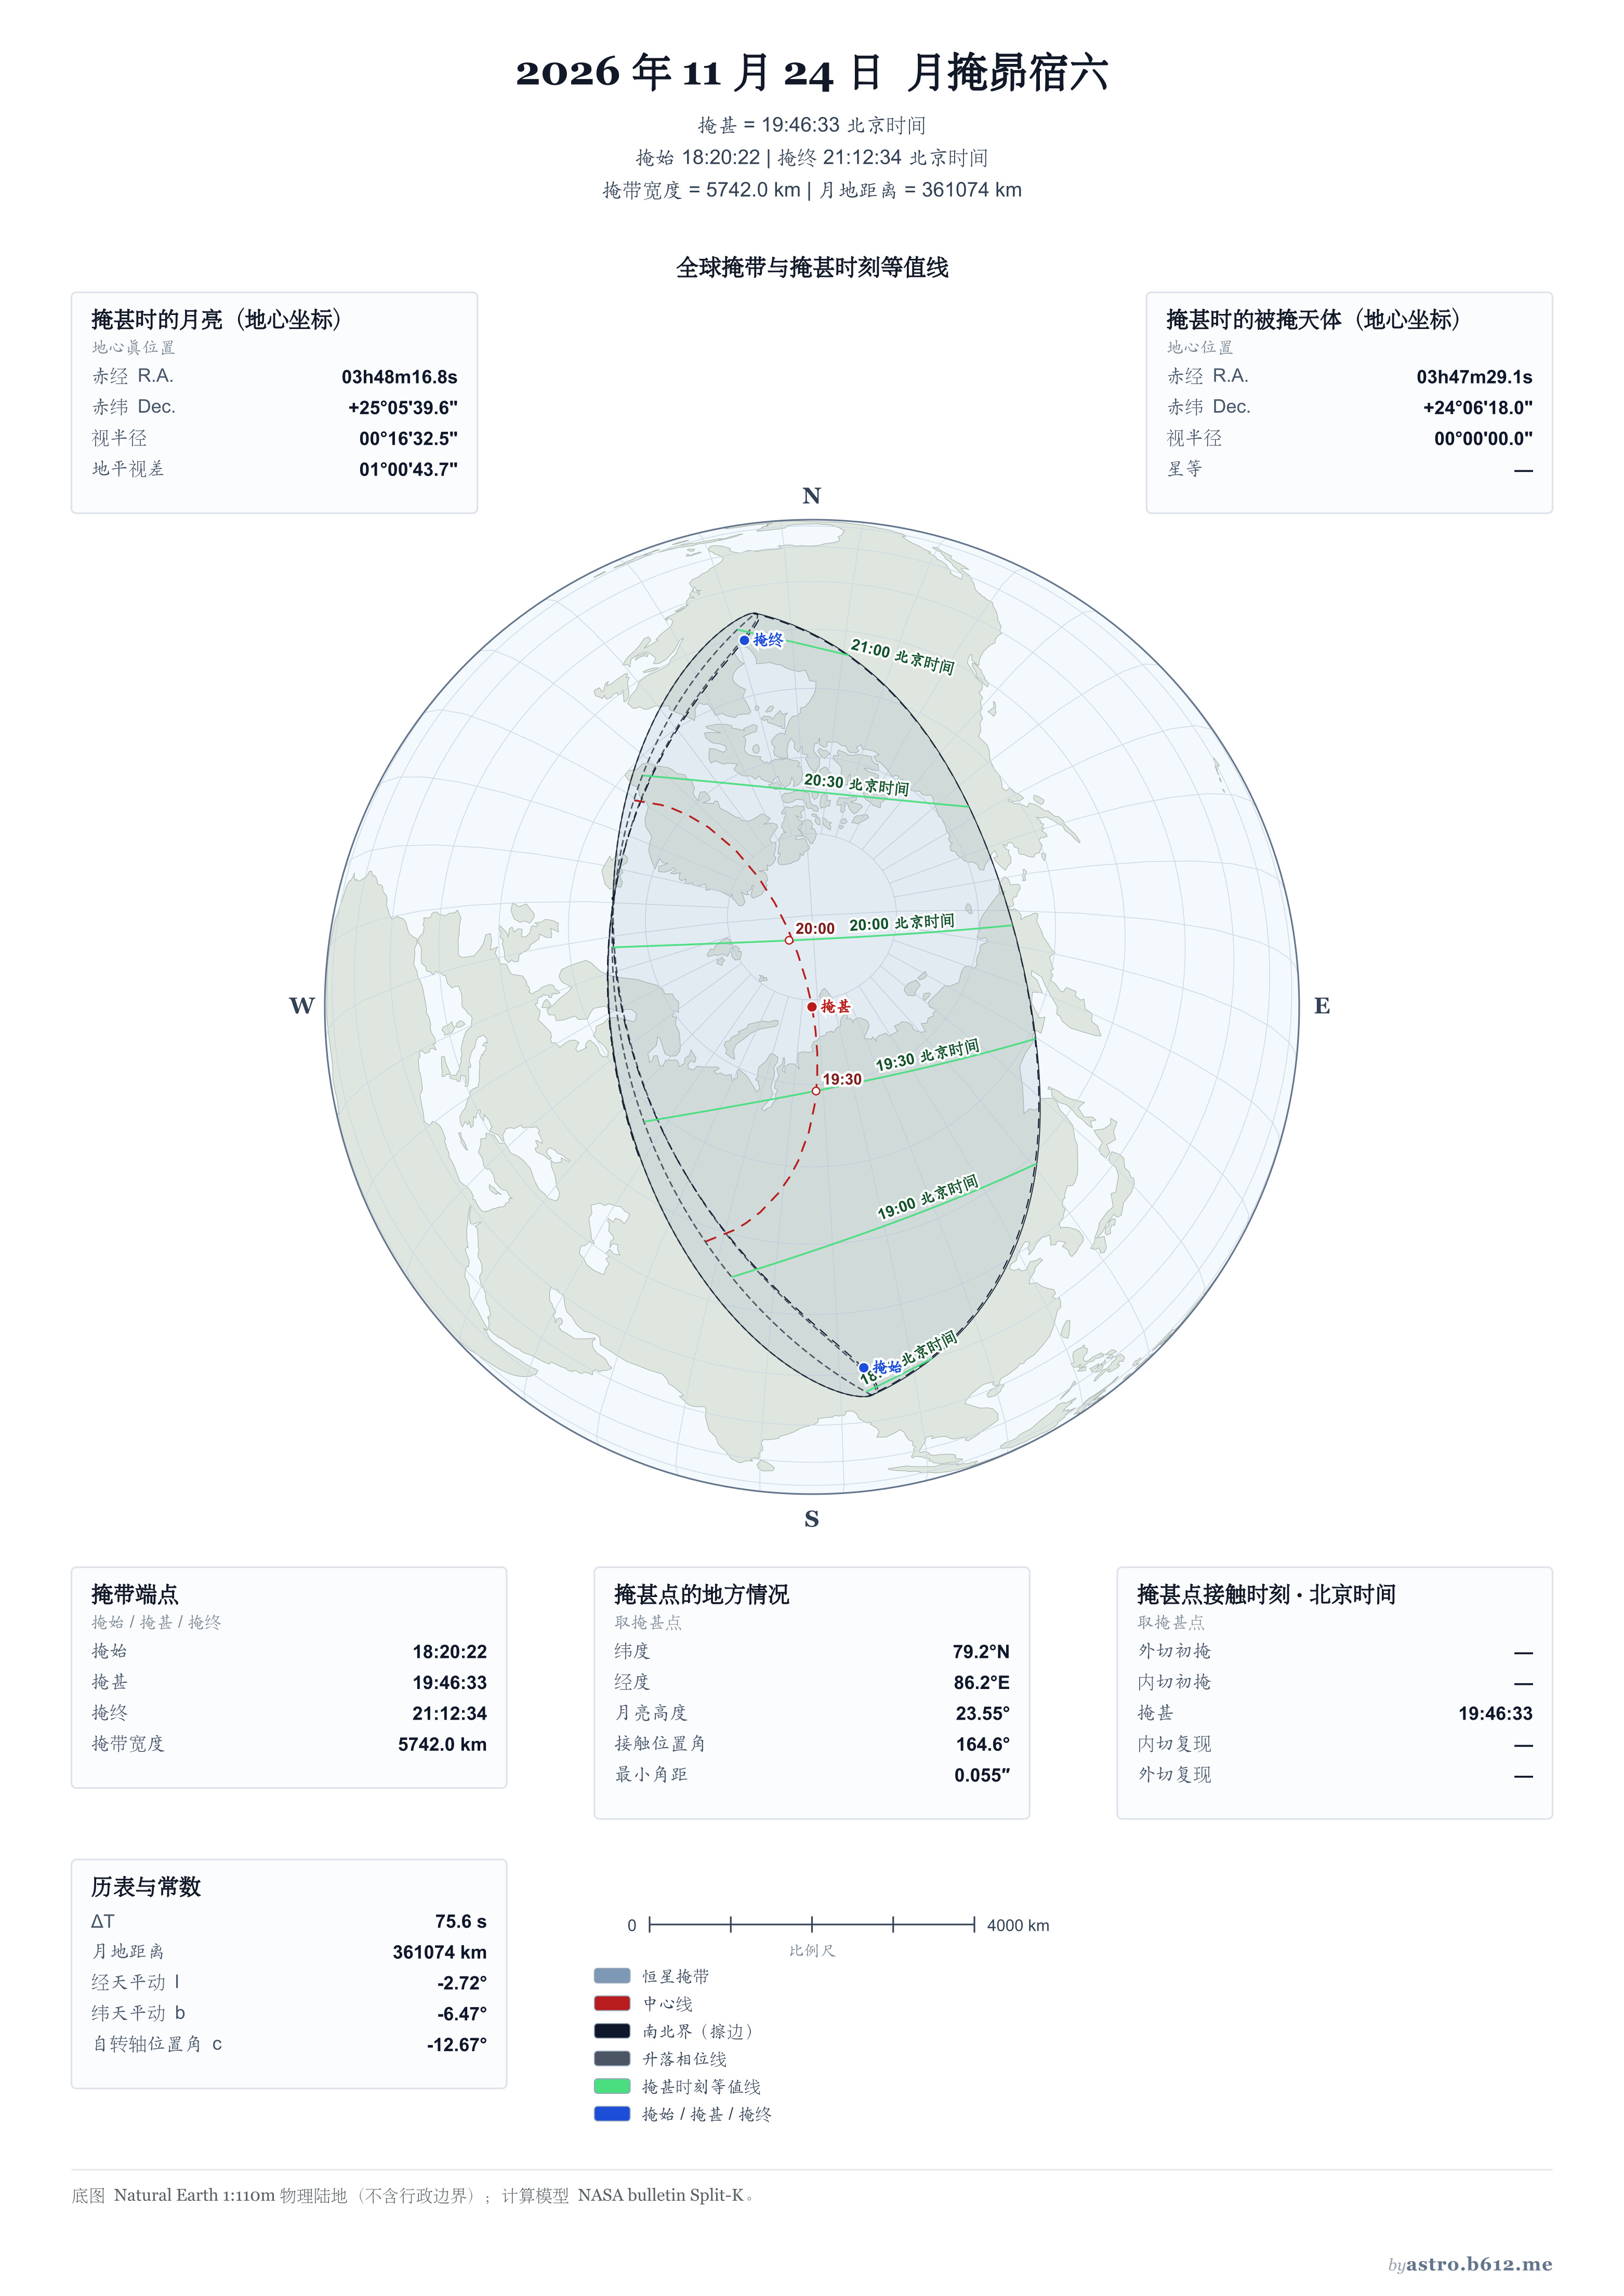 2026 年 11 月 24 日 月掩昴宿六
掩甚 = 19:46:33 北京时间
掩始 18:20:22 | 掩终 21:12:34 北京时间
掩带宽度 = 5742.0 km | 月地距离 = 361074 km
全球掩带与掩甚时刻等值线
掩甚时的月亮（地心坐标）
地心真位置
赤经 R.A. 03h48m16.8s
赤纬 Dec. +25°05'39.6"
视半径 00°16'32.5"
地平视差 01°00'43.7"
掩甚时的被掩天体（地心坐标）
地心位置
赤经 R.A. 03h47m29.1s
赤纬 Dec. +24°06'18.0"
视半径 00°00'00.0"
星等 —
N
掩终
21:00 北京时间
20:30 北京时间
20:00
20:00 北京时间
W
掩甚
E
19:30 北京时间
19:30
19:00 北京时间
掩始
北京时间
S
掩带端点
掩始 / 掩甚 / 掩终
掩始 18:20:22
掩甚 19:46:33
掩终 21:12:34
掩带宽度 5742.0 km
掩甚点的地方情况
取掩甚点
纬度 79.2°N
经度 86.2°E
月亮高度 23.55°
接触位置角 164.6°
最小角距 0.055″
掩甚点接触时刻 · 北京时间
取掩甚点
外切初掩 —
内切初掩 —
掩甚 19:46:33
内切复现 —
外切复现 —
历表与常数
ΔT 75.6 s
月地距离 361074 km
经天平动 l -2.72°
纬天平动 b -6.47°
自转轴位置角 c -12.67°
0 4000 km
比例尺
恒星掩带
中心线
南北界（擦边）
升落相位线
掩甚时刻等值线
掩始 / 掩甚 / 掩终
底图 Natural Earth 1:110m 物理陆地（不含行政边界）；计算模型 NASA bulletin Split-K。
byastro.b612.me